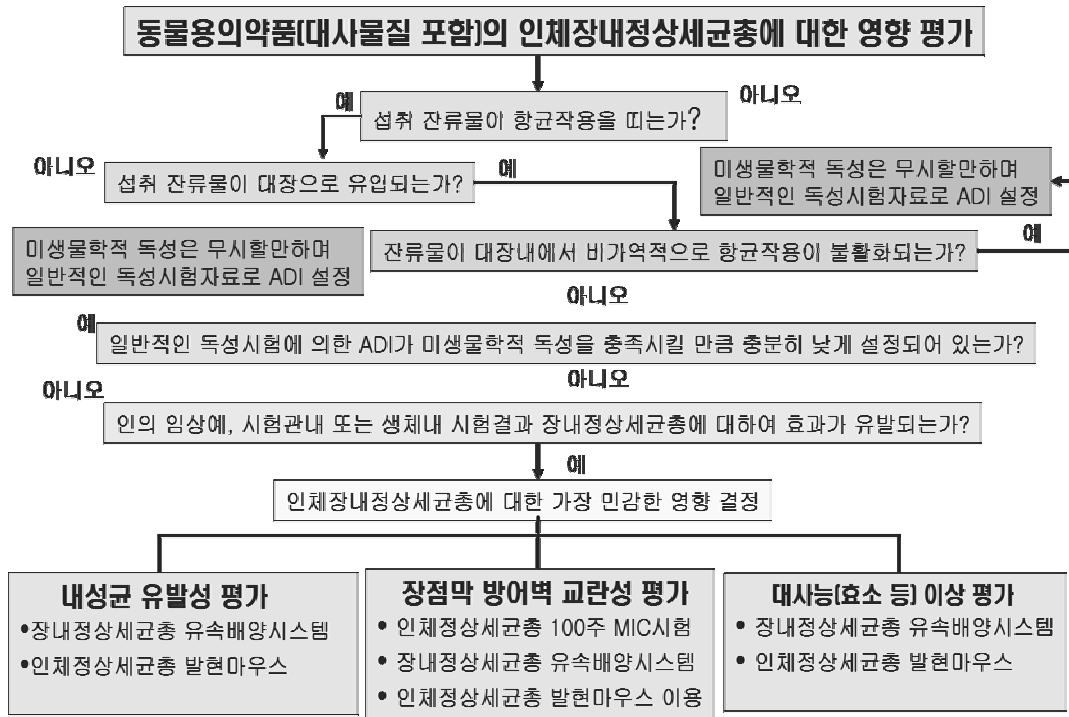 동물용의약품(대사물질 포함)의 인체장내정상세균총에 대한 영향 평가
예
아니오
섭취 잔류물이 항균작용을 띠는가?
아니오
섭취 잔류물이 대장으로 유입되는가?
예
미생물학적 독성은 무시할만하며
일반적인 독성시험자료로 ADI 설정
미생물학적 독성은 무시할만하며
일반적인 독성시험자료로 ADI 설정
잔류물이 대장내에서 비가역적으로 항균작용이 불활화되는가?
예
아니오
예
일반적인 독성시험에 의한 ADI가 미생물학적 독성을 충족시킬 만큼 충분히 낮게 설정되어 있는가?
아니오
아니오
인의 임상예, 시험관내 또는 생체내 시험결과 장내정상세균총에 대하여 효과가 유발되는가?
예
인체장내정상세균총에 대한 가장 민감한 영향 결정
내성균 유발성 평가
•장내정상세균총 유속배양시스템
•인체정상세균총 발현마우스
장점막 방어벽 교란성 평가
• 인체정상세균총 100주 MIC시험
• 장내정상세균총 유속배양시스템
• 인체정상세균총 발현마우스 이용
대사능(효소 등) 이상 평가
• 장내정상세균총 유속배양시스템
• 인체정상세균총 발현마우스